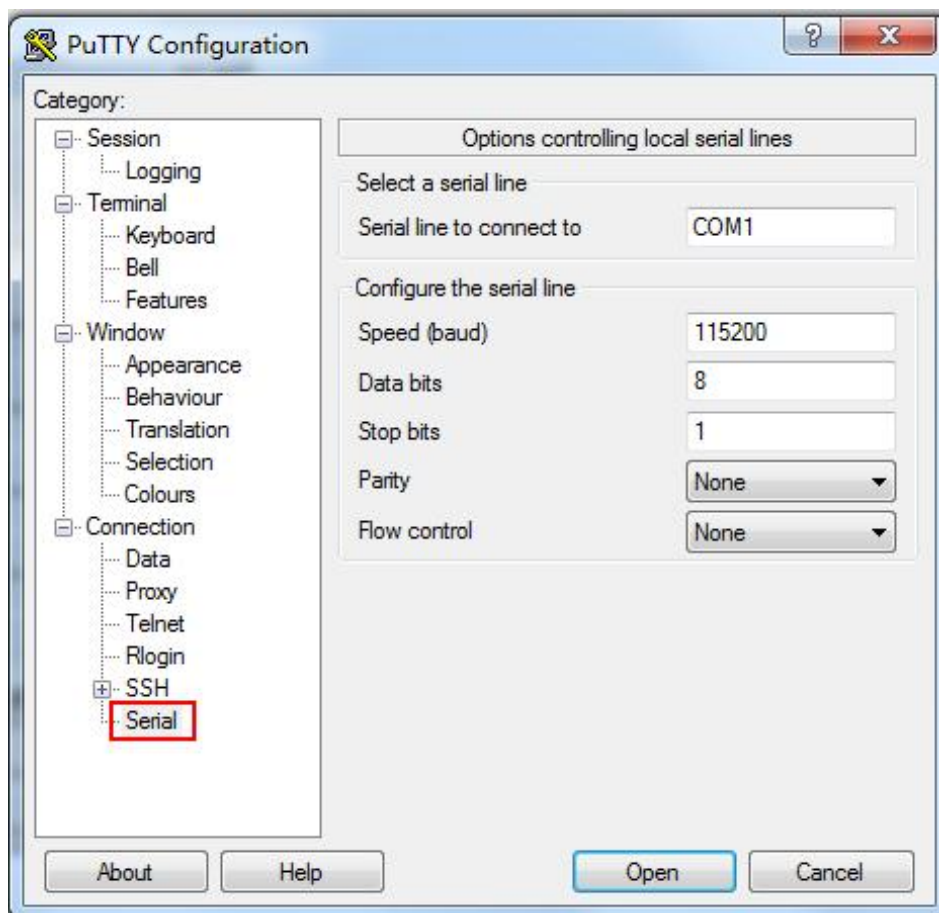 PuTTY Configuration
Category:
Session
Logging
Terminal
Keyboard
Bell
Features
Window
Appearance
Behaviour
Translation
Selection
Colours
Connection
Data
Proxy
Telnet
Rlogin
SSH
Serial
Options controlling local serial lines
Select a serial line
Serial line to connect to COM1
Configure the serial line
Speed (baud) 115200
Data bits 8
Stop bits 1
Parity None
Flow control None
About Help Open Cancel